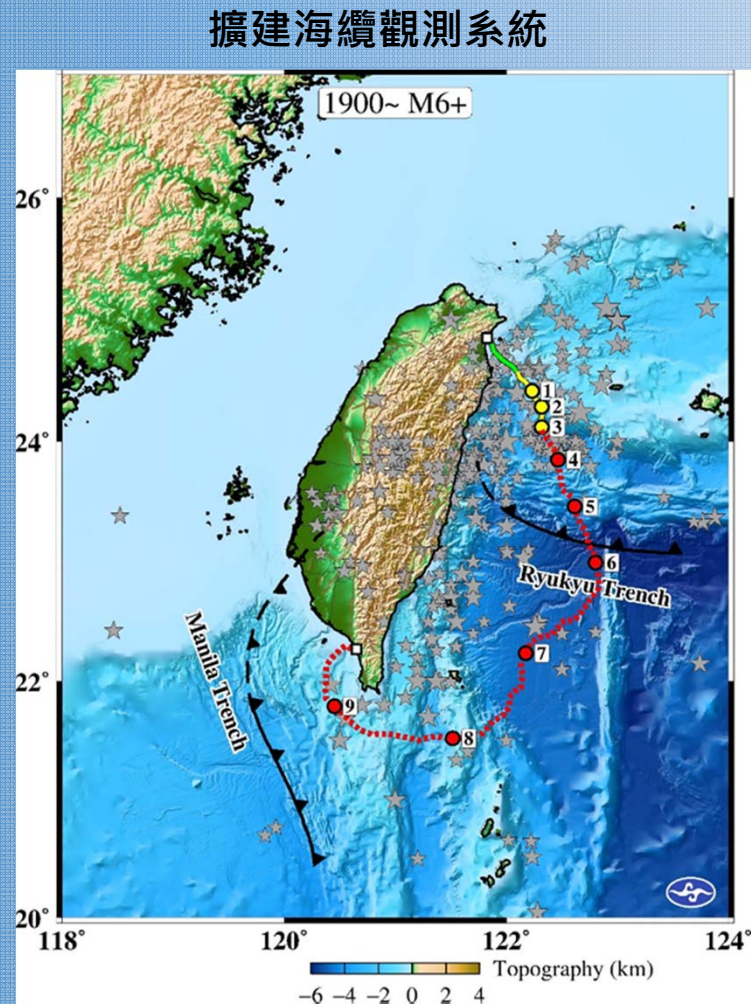 擴建海纜觀測系統
1900~ M6+
26°
24°
22°
20°
1
2
3
4
5
6
7
8
9
Ryukyu Trench
Manila Trench
118°
120°
122°
124°
Topography (km)
−6 −4 −2 0 2 4